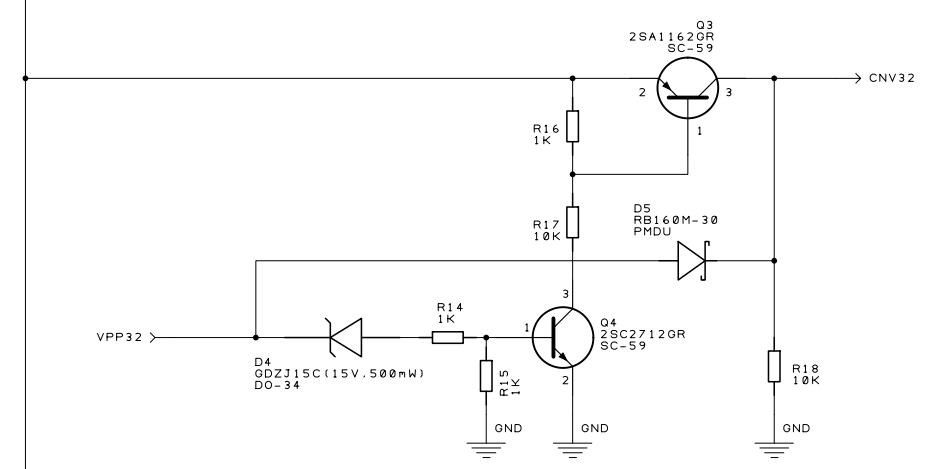 Q3
2SA1162GR
SC-59
2
3
CNV32
1
R16
1K
R17
10K
D5
RB160M-30
PMDU
3
R14
1K
1
Q4
2SC2712GR
SC-59
VPP32
D4
GDZJ15C(15V.500mW)
DO-34
R15
1K
2
R18
10K
GND
GND
GND